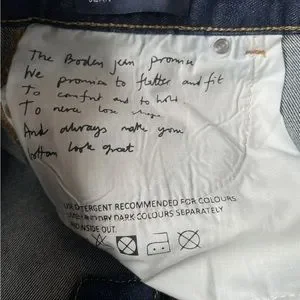 The Boden jean promise
We promise to flatter and fit
To comfort and to hold
To never lose shape
And always make your
bottom look great
DETERGENT RECOMMENDED FOR COLOURS
DRY DARK COLOURS SEPARATELY
INSIDE OUT.